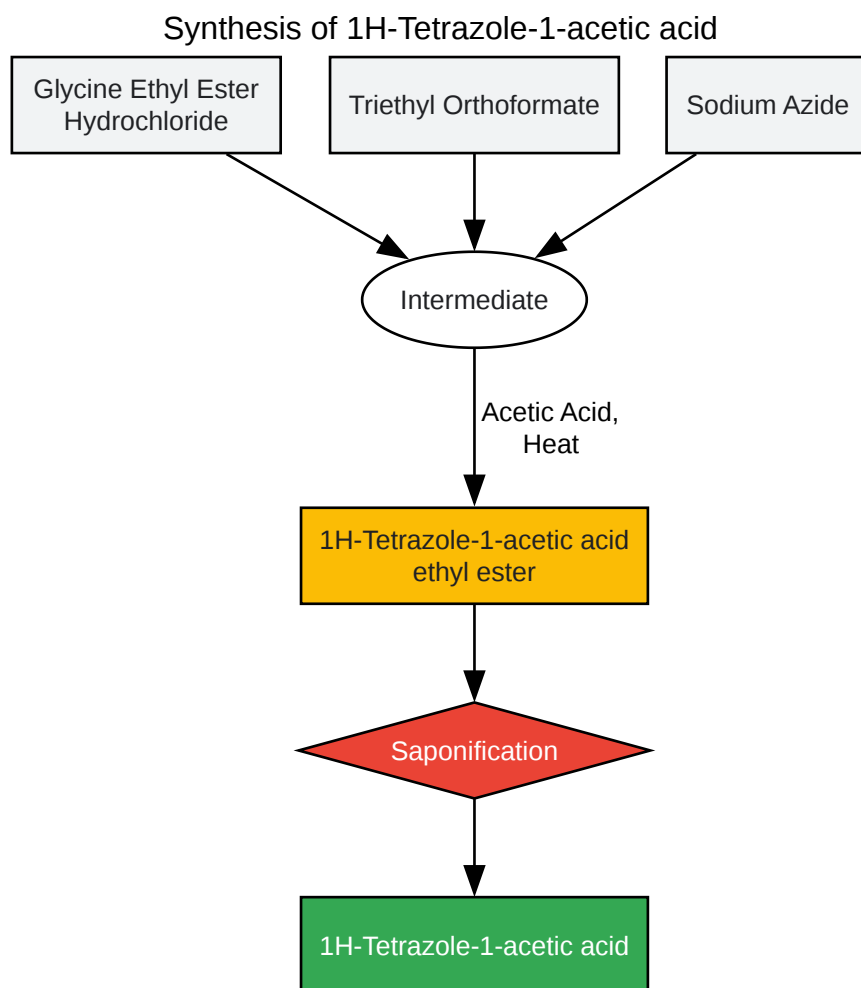 Synthesis of 1H-Tetrazole-1-acetic acid
Glycine Ethyl Ester
Hydrochloride
Triethyl Orthoformate
Sodium Azide
Intermediate
Acetic Acid,
Heat
1H-Tetrazole-1-acetic acid
ethyl ester
Saponification
1H-Tetrazole-1-acetic acid